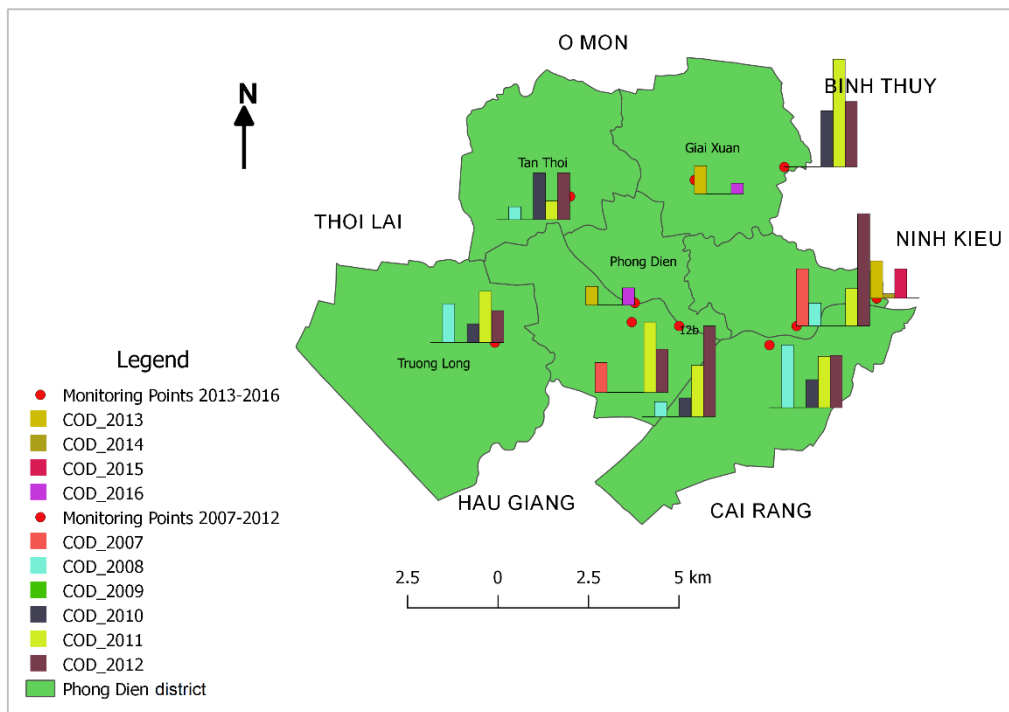 O MON
BINH THUY
N
Giai Xuan
Tan Thoi
THOI LAI
NINH KIEU
Phong Dien
12b
Truong Long
HAU GIANG
CAI RANG
2.5 0 2.5 5 km
Legend
Monitoring Points 2013-2016
COD_2013
COD_2014
COD_2015
COD_2016
Monitoring Points 2007-2012
COD_2007
COD_2008
COD_2009
COD_2010
COD_2011
COD_2012
Phong Dien district